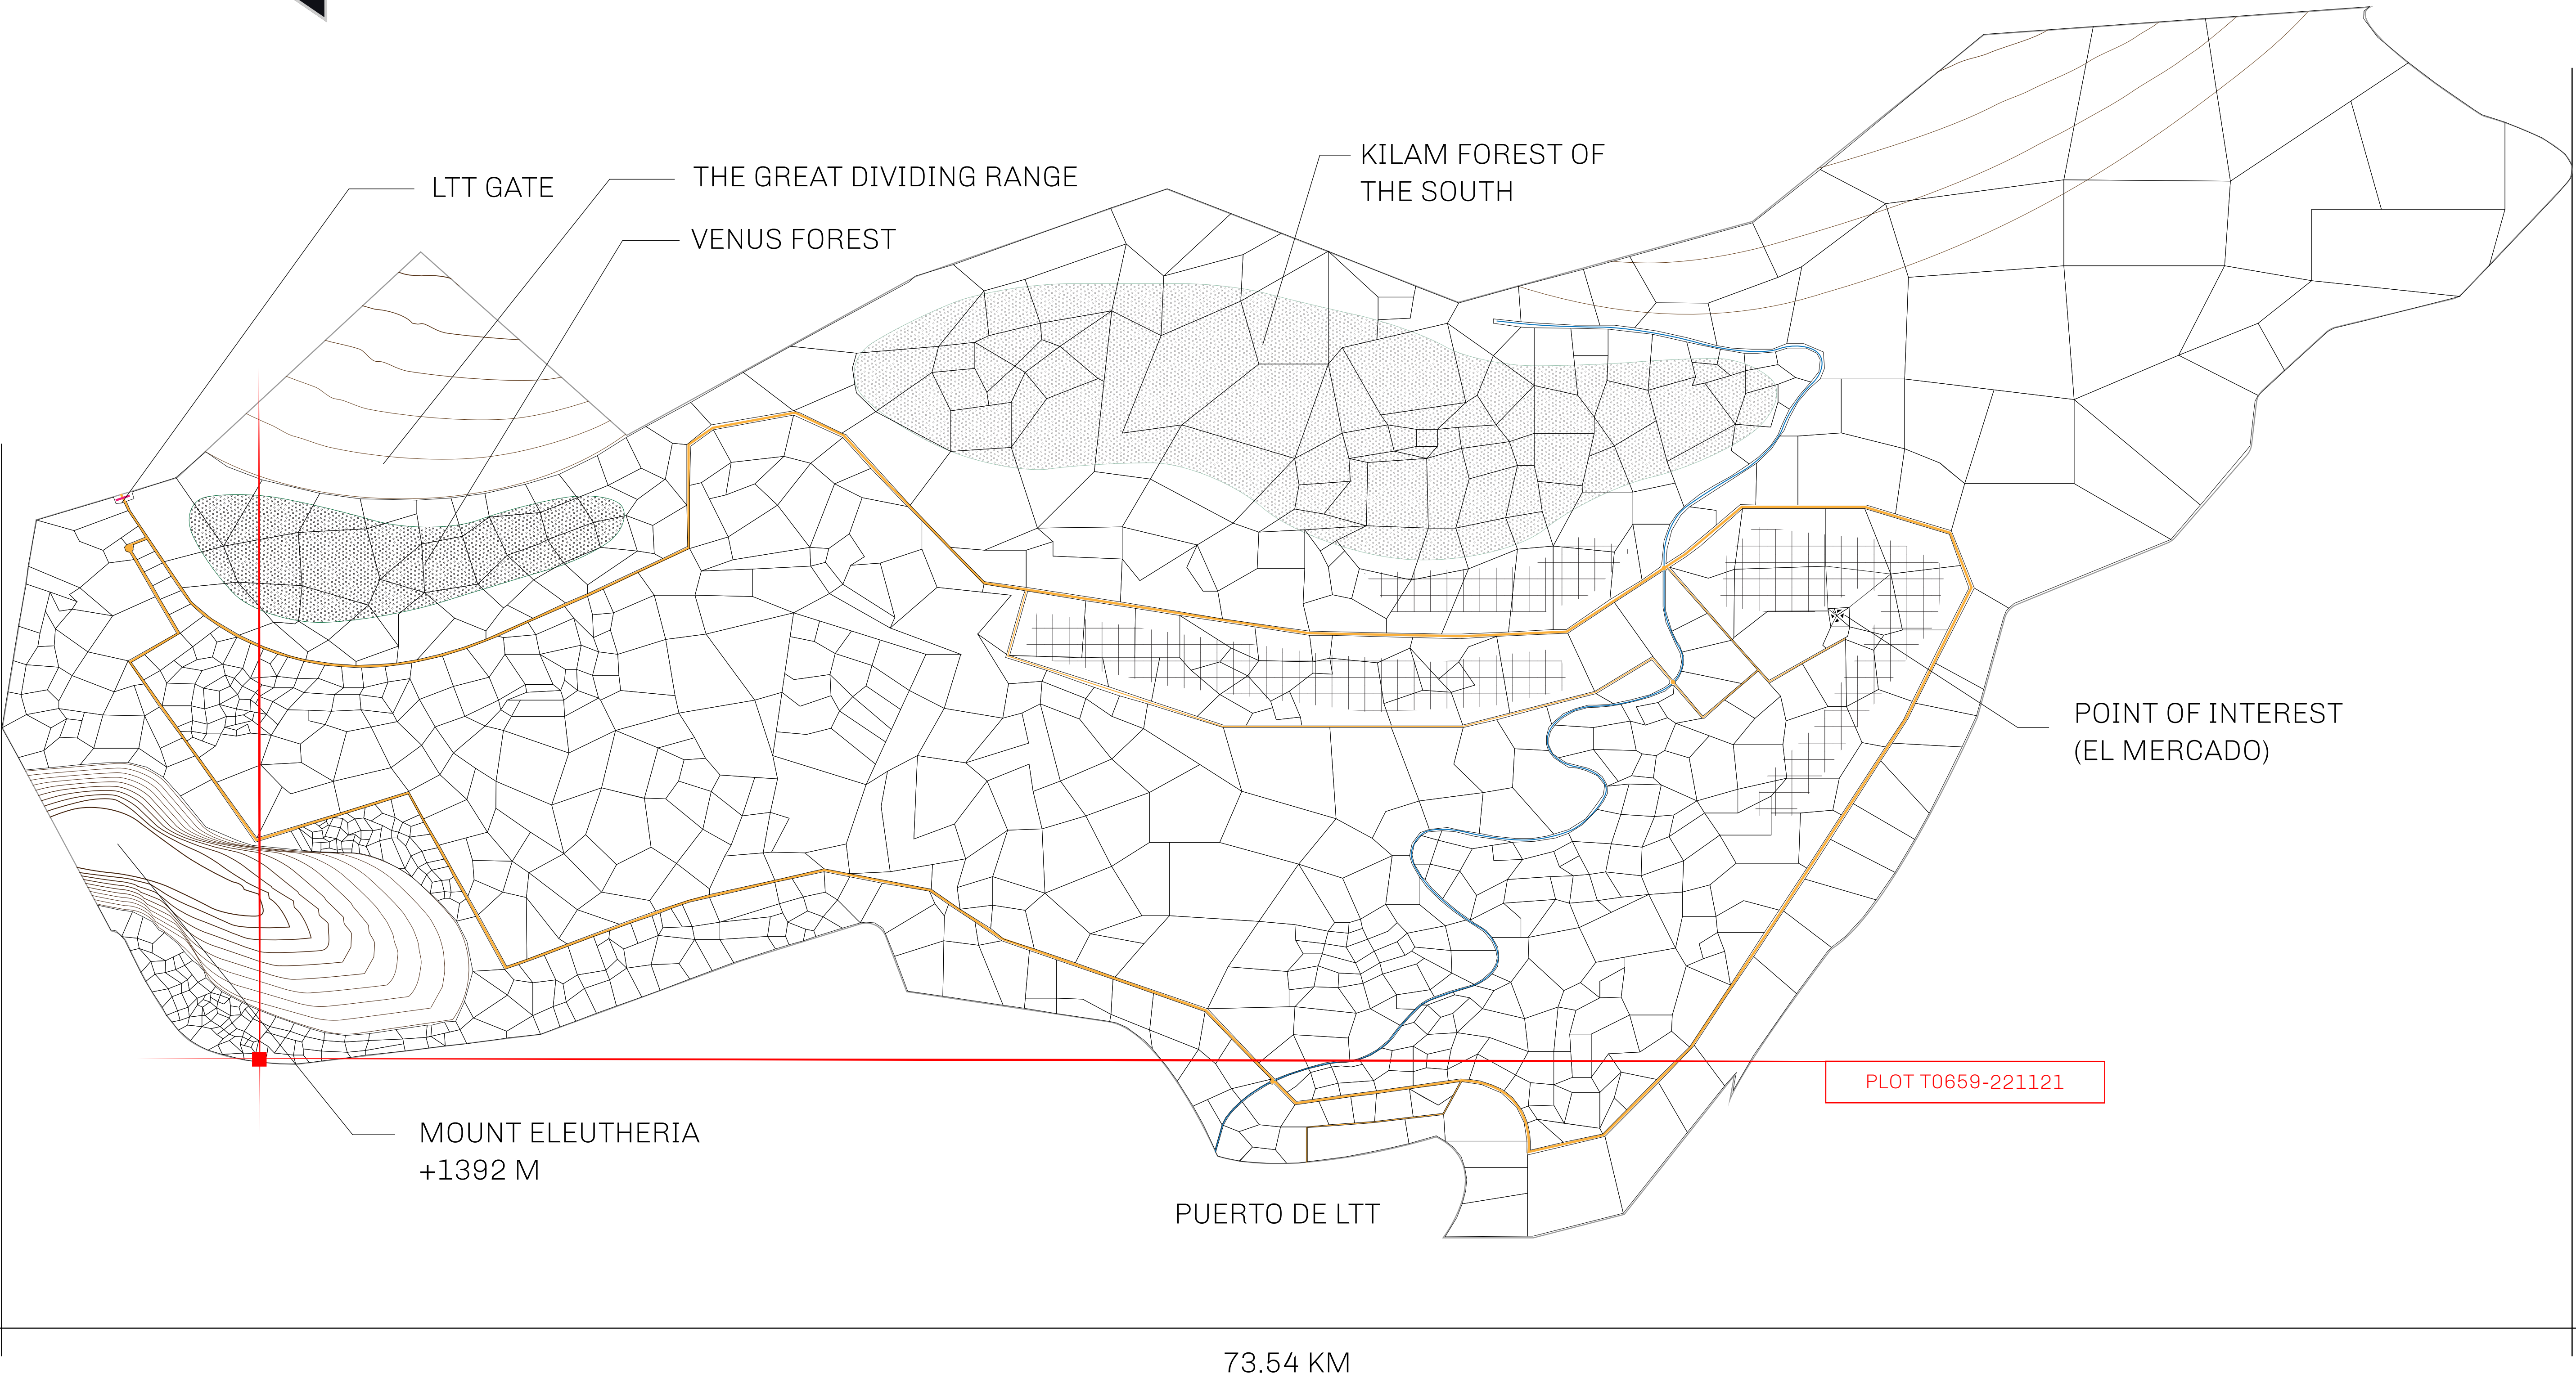 KILAM FOREST OF
THE SOUTH
LTT GATE
THE GREAT DIVIDING RANGE
VENUS FOREST
POINT OF INTEREST
(EL MERCADO)
PLOT T0659-221121
MOUNT ELEUTHERIA
+1392 M
PUERTO DE LTT
73.54 KM